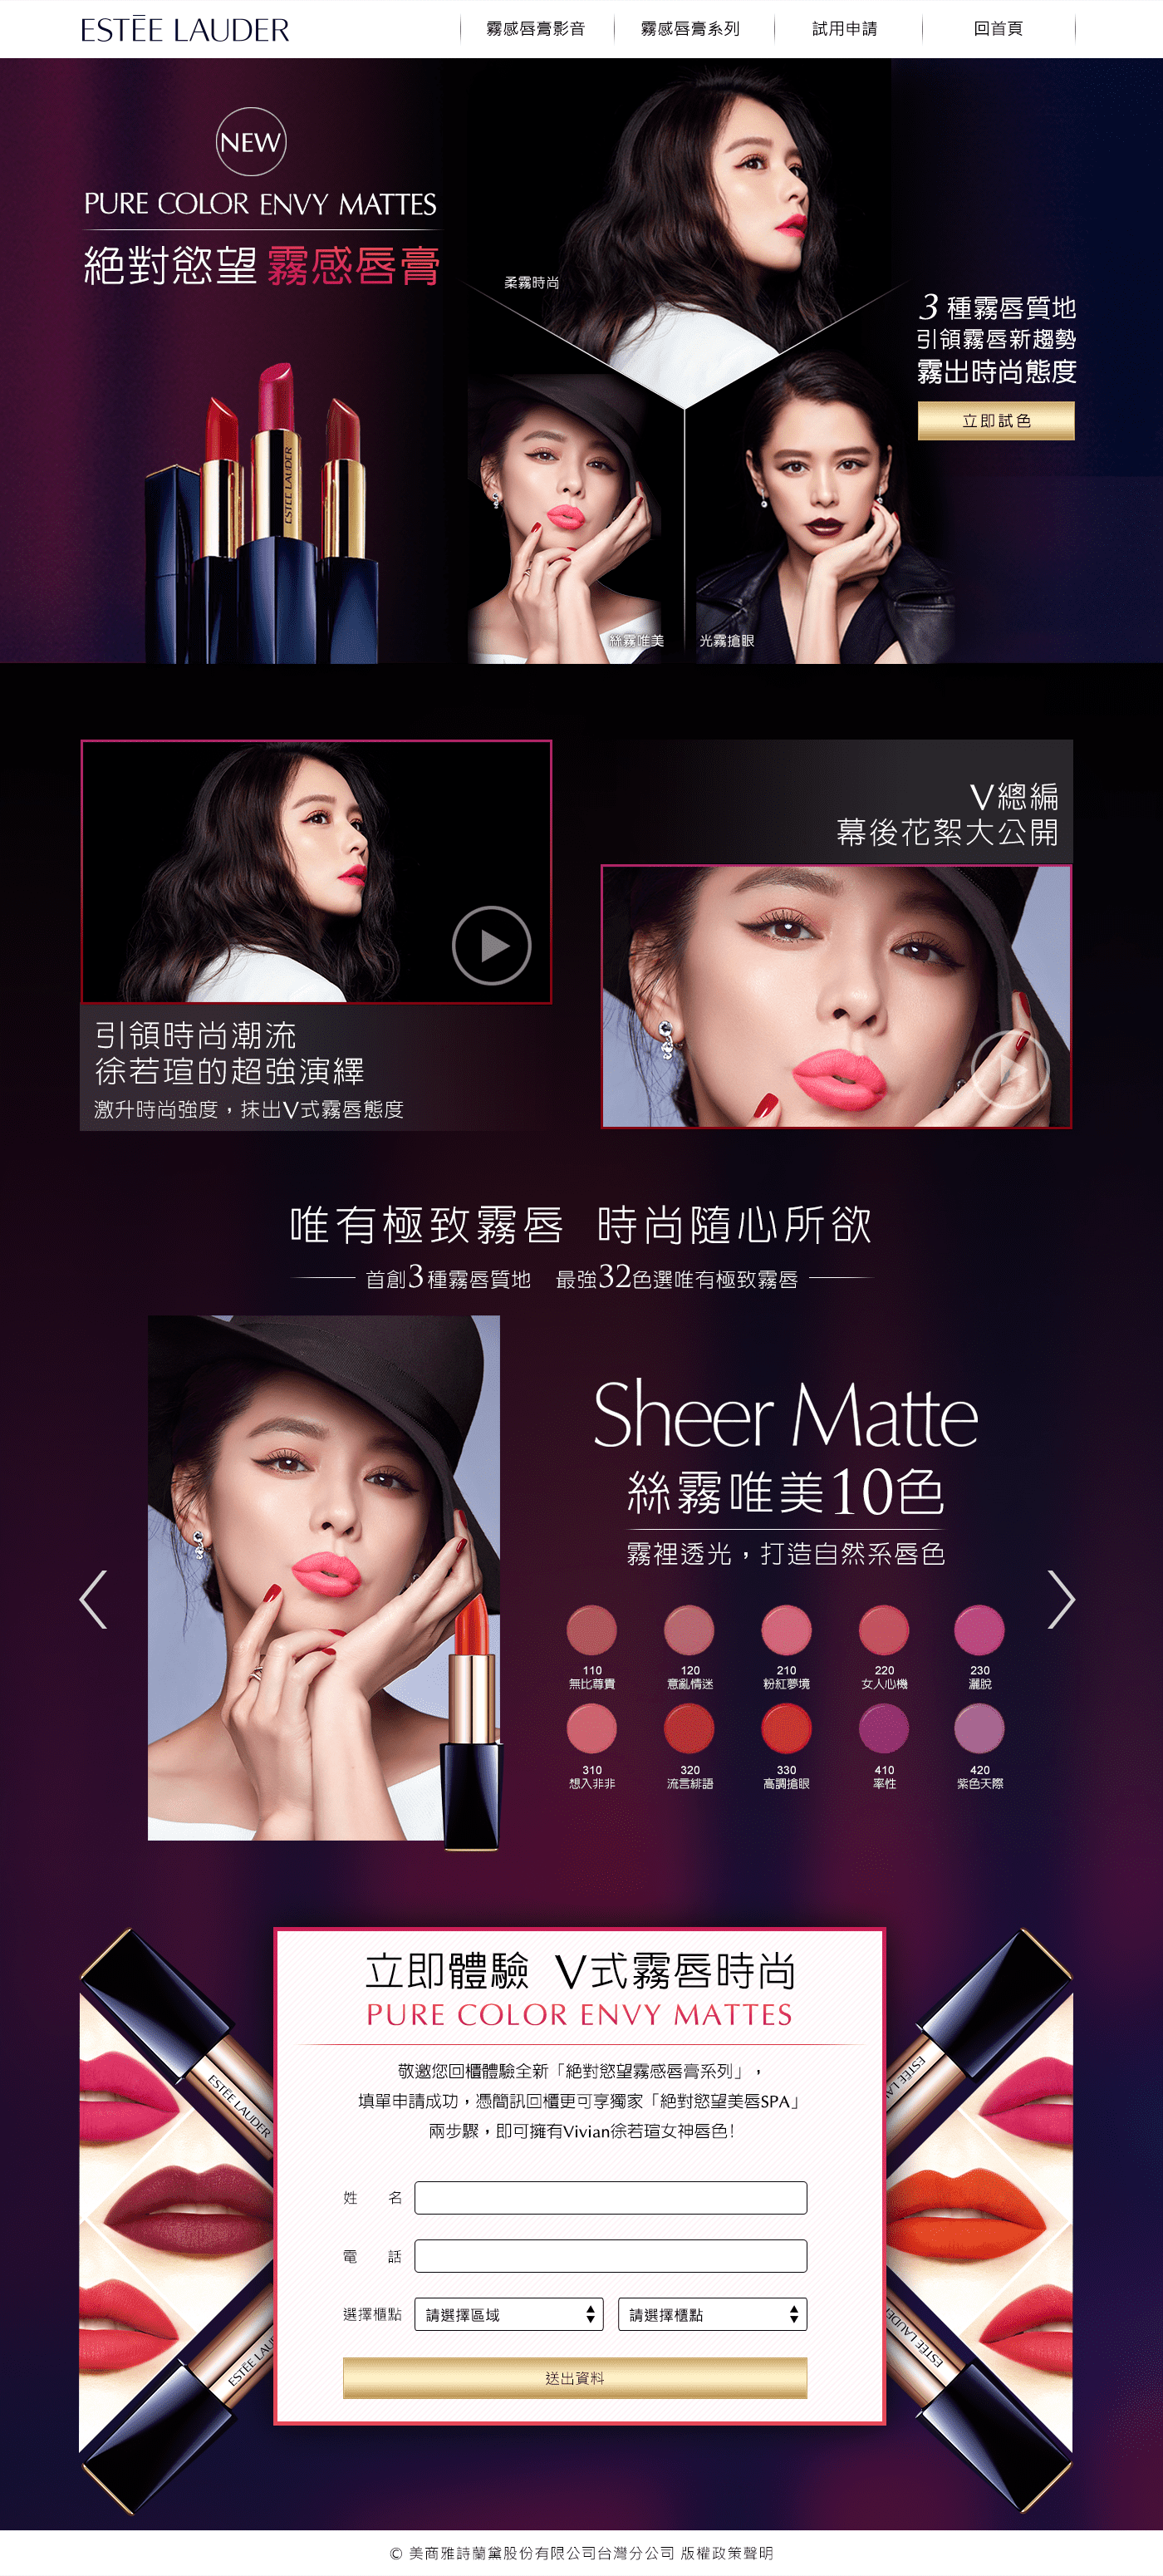 ESTĒE LAUDER
霧感唇膏影音
霧感唇膏系列
試用申請
回首頁
NEW
PURE COLOR ENVY MATTES
絕對慾望 霧感唇膏
ESTĒE LAUDER
柔霧時尚
絲霧唯美
光霧搶眼
3 種霧唇質地
引領霧唇新趨勢
霧出時尚態度
立即試色
引領時尚潮流
徐若瑄的超強演繹
激升時尚強度，抹出V式霧唇態度
V總編
幕後花絮大公開
唯有極致霧唇 時尚隨心所欲
首創3種霧唇質地 最強32色選唯有極致霧唇
Sheer Matte
絲霧唯美10色
霧裡透光，打造自然系唇色
110 120 210 220 230
無比尊貴 意亂情迷 粉紅夢境 女人心機 灑脫
310 320 330 410 420
想入非非 流言緋語 高調搶眼 率性 紫色天際
立即體驗 V式霧唇時尚
PURE COLOR ENVY MATTES
敬邀您回櫃體驗全新「絕對慾望霧感唇膏系列」，
填單申請成功，憑簡訊回櫃更可享獨家「絕對慾望美唇SPA」
兩步驟，即可擁有Vivian徐若瑄女神唇色！
姓 名
電 話
選擇櫃點
請選擇區域
請選擇櫃點
送出資料
ESTĒE LAUDER
ESTĒE LAUD
ESTĒE LAU
ESTĒE LAUDE
© 美商雅詩蘭黛股份有限公司台灣分公司 版權政策聲明